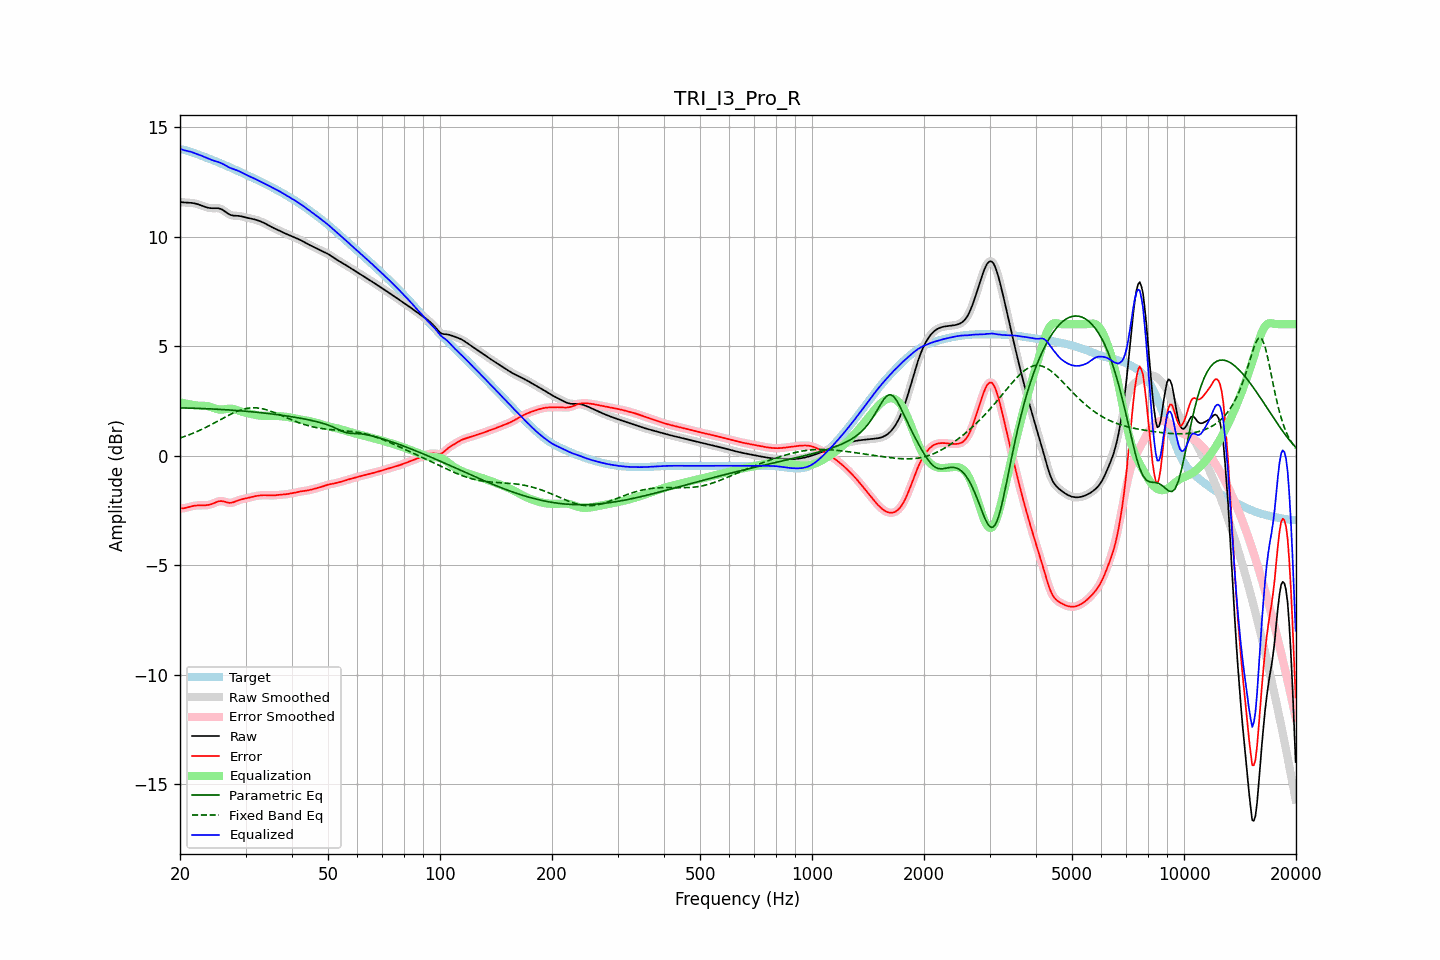 TRI_I3_Pro_R
Amplitude (dBr)
15
10
5
0
−5
−10
−15
Target
Raw Smoothed
Error Smoothed
Raw
Error
Equalization
Parametric Eq
Fixed Band Eq
Equalized
20
50
100
200
500
1000
2000
5000
10000
20000
Frequency (Hz)